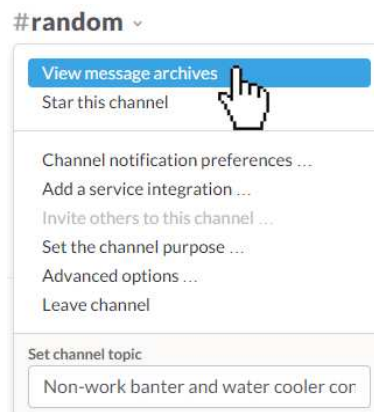 #random
View message archives
Star this channel
Channel notification preferences ...
Add a service integration ...
Invite others to this channel ...
Set the channel purpose ...
Advanced options ...
Leave channel
Set channel topic
Non-work banter and water cooler cor